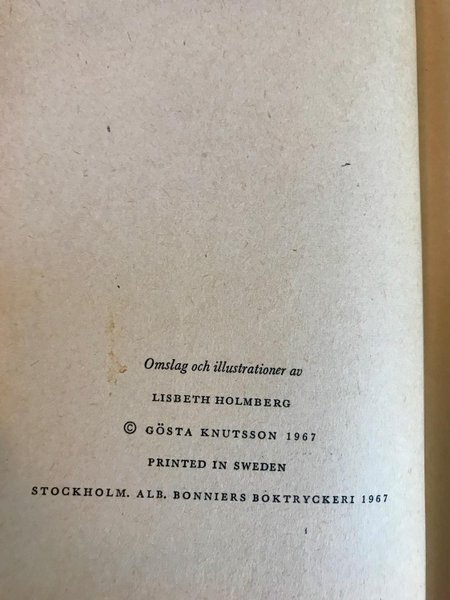 Omslag och illustrationer av
LISBETH HOLMBERG
© GÖSTA KNUTSSON 1967
PRINTED IN SWEDEN
STOCKHOLM. ALB. BONNIERS BOKTRYCKERI 1967